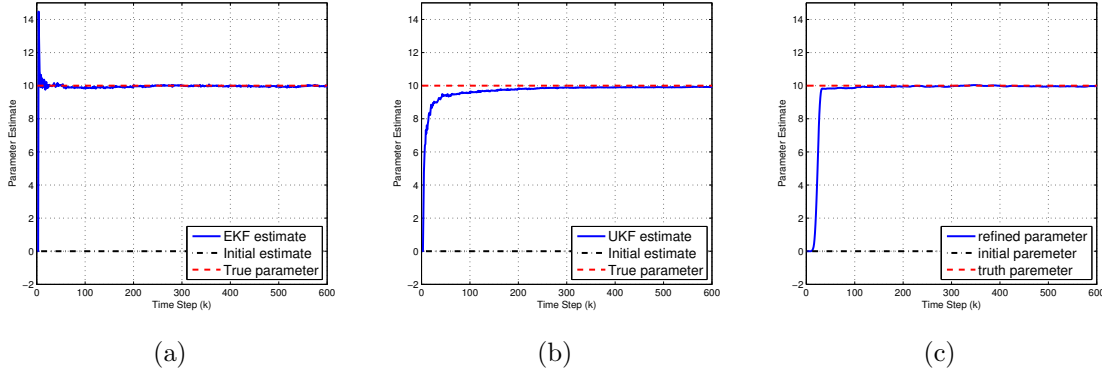 14
12
10
8
6
4
2
0
−2
0 100 200 300 400 500 600
Parameter Estimate
Time Step (k)
EKF estimate
Initial estimate
True parameter
(a)
14
12
10
8
6
4
2
0
−2
0 100 200 300 400 500 600
Parameter Estimate
Time Step (k)
UKF estimate
Initial estimate
True parameter
(b)
14
12
10
8
6
4
2
0
−2
0 100 200 300 400 500 600
Parameter Estimate
Time Step (k)
refined parameter
initial paremeter
truth paremeter
(c)